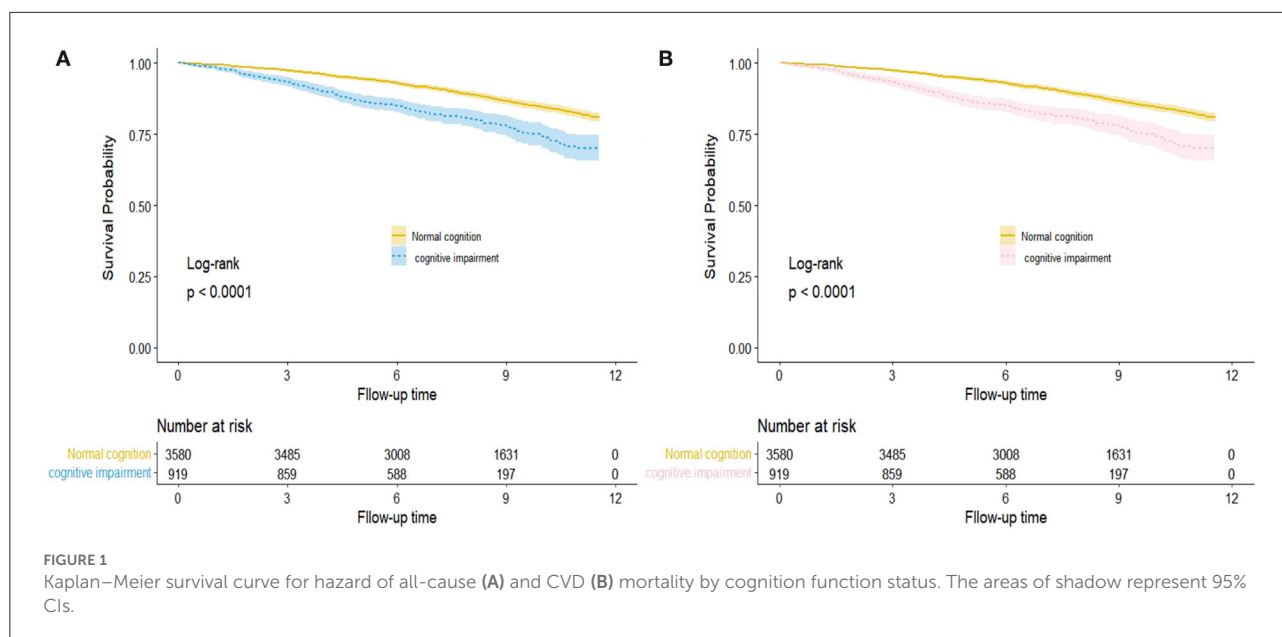 A
1.00
0.75
0.50
0.25
0.00
Survival Probability
Normal cognition
cognitive impairment
Log-rank
p < 0.0001
0 3 6 9 12
Fllow-up time
Number at risk
Normal cognition 3580 3485 3008 1631 0
cognitive impairment 919 859 588 197 0
0 3 6 9 12
Fllow-up time
B
1.00
0.75
0.50
0.25
0.00
Survival Probability
Normal cognition
cognitive impairment
Log-rank
p < 0.0001
0 3 6 9 12
Fllow-up time
Number at risk
Normal cognition 3580 3485 3008 1631 0
cognitive impairment 919 859 588 197 0
0 3 6 9 12
Fllow-up time
FIGURE 1
Kaplan–Meier survival curve for hazard of all-cause (A) and CVD (B) mortality by cognition function status. The areas of shadow represent 95%
CIs.